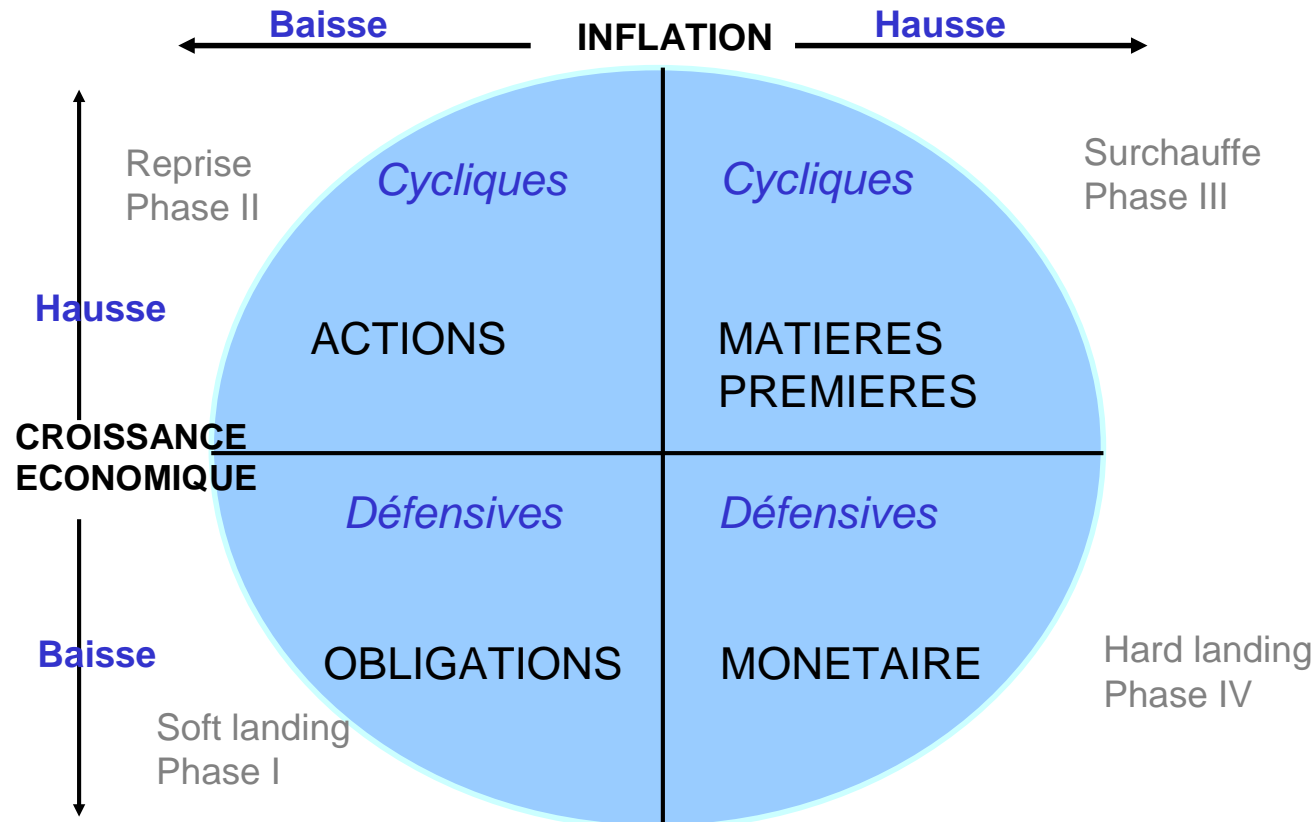 Baisse
INFLATION
Hausse
Reprise
Phase II
Cycliques
Cycliques
Surchauffe
Phase III
Hausse
ACTIONS
MATIERES
PREMIERES
CROISSANCE
ECONOMIQUE
Défensives
Défensives
Baisse
OBLIGATIONS
MONETAIRE
Hard landing
Phase IV
Soft landing
Phase I